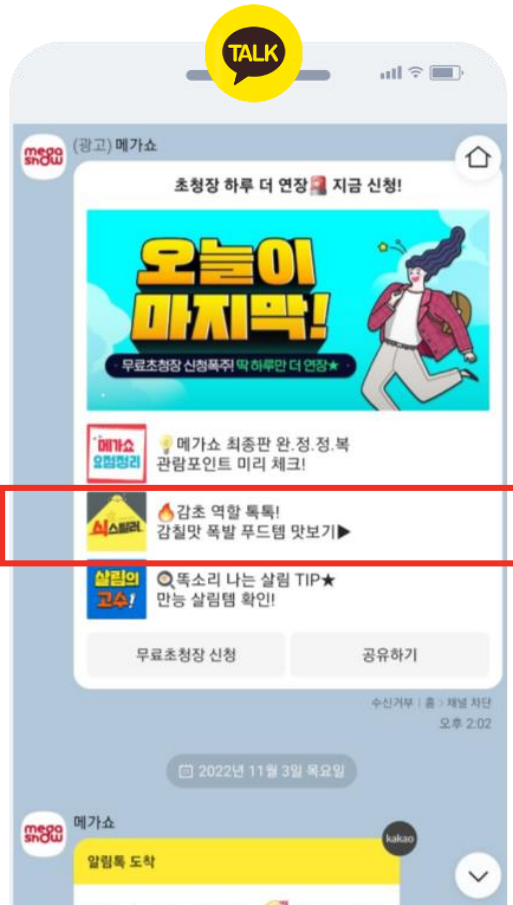 TALK
mega
show
(광고) 메가쇼
초청장 하루 더 연장🚨 지금 신청!
오늘이
마지막!
무료초청장 신청폭주! 딱 하루만 더 연장★
메가쇼
요점정리
💡메가쇼 최종판 완.정.정.복
관람포인트 미리 체크!
식스틸러
🔥감초 역할 톡톡!
감칠맛 폭발 푸드템 맛보기▶
살림의
고수!
🍳똑소리 나는 살림 TIP★
만능 살림템 확인!
무료초청장 신청
공유하기
수신거부 | 홈 > 채널 차단
오후 2:02
2022년 11월 3일 목요일
mega
show
메가쇼
kakao
알림톡 도착